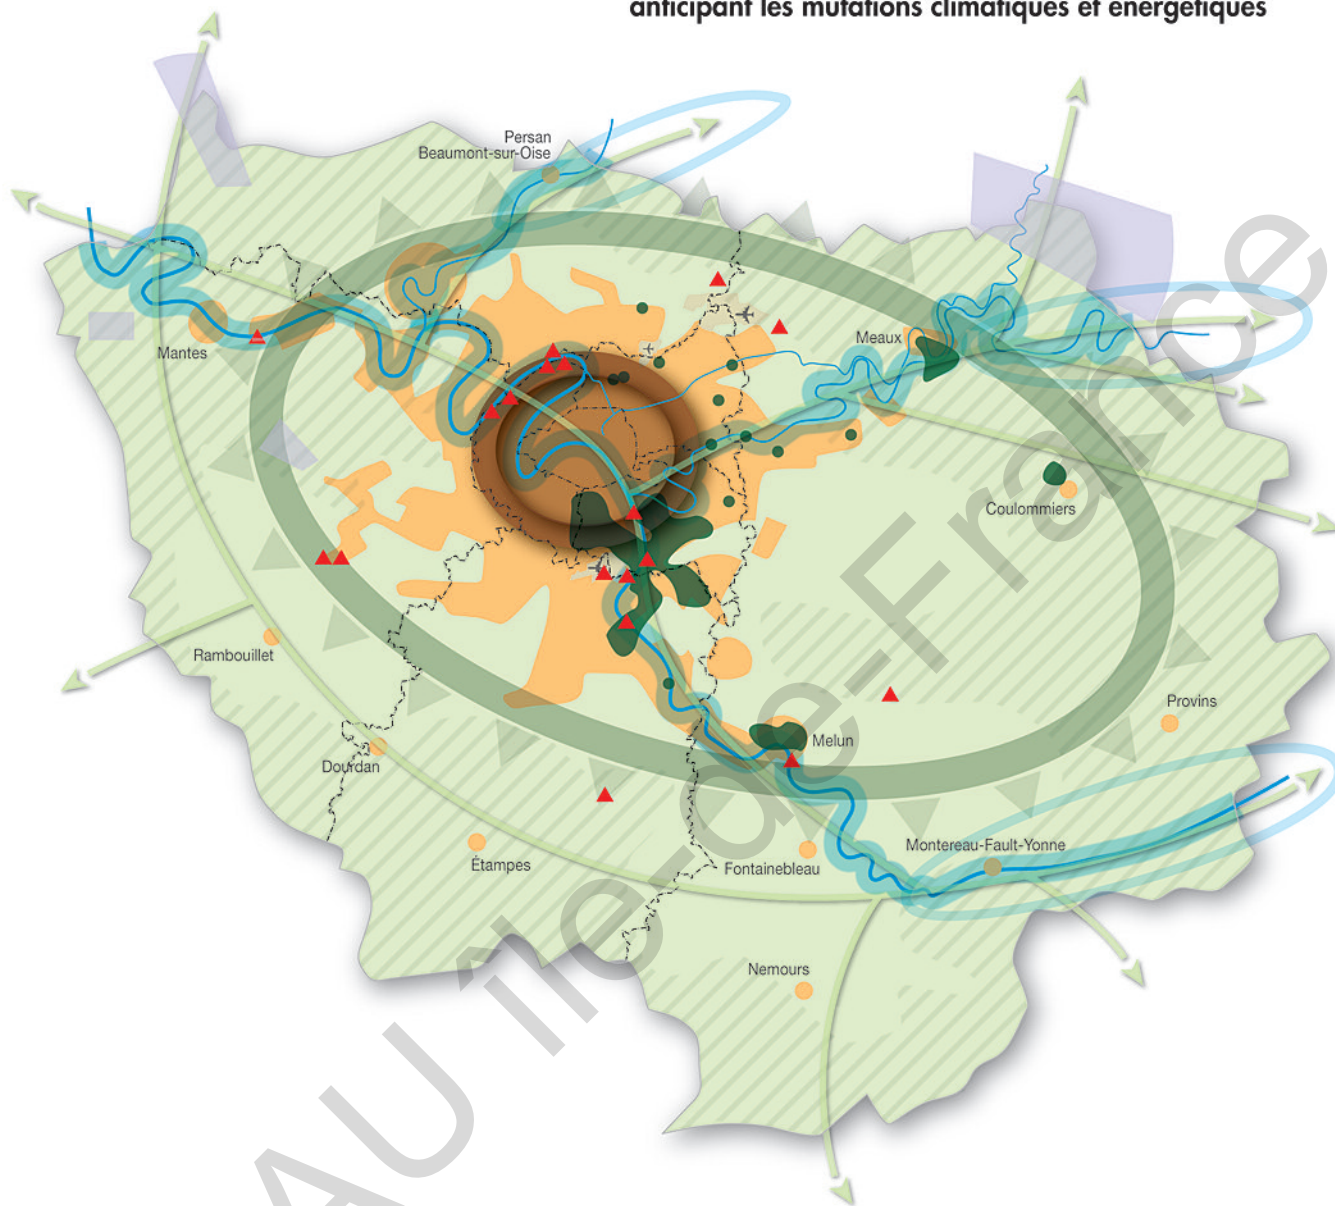 anticipant les mutations climatiques et énergétiques
Persan
Beaumont-sur-Oise
Mantes
Meaux
Coulommiers
Rambouillet
Provins
Melun
Dourdan
Étampes
Fontainebleau
Montereau-Fault-Yonne
Nemours
AU île-de-France